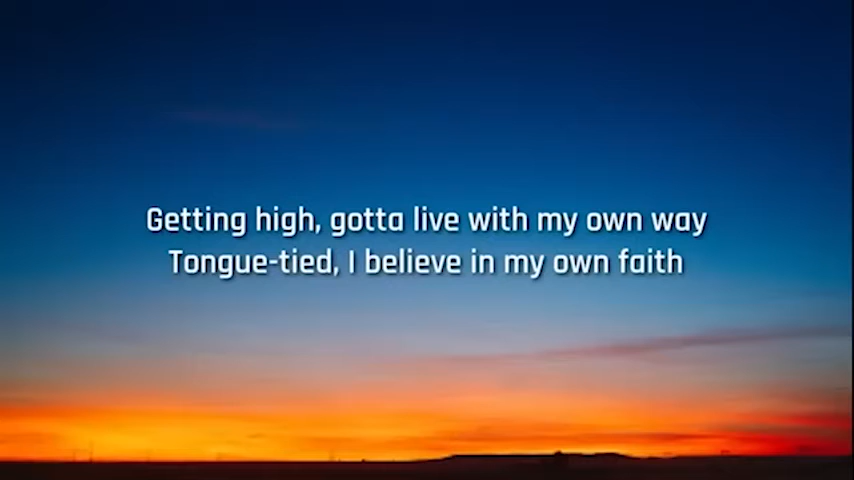 Getting high, gotta live with my own way
Tongue-tied, I believe in my own faith